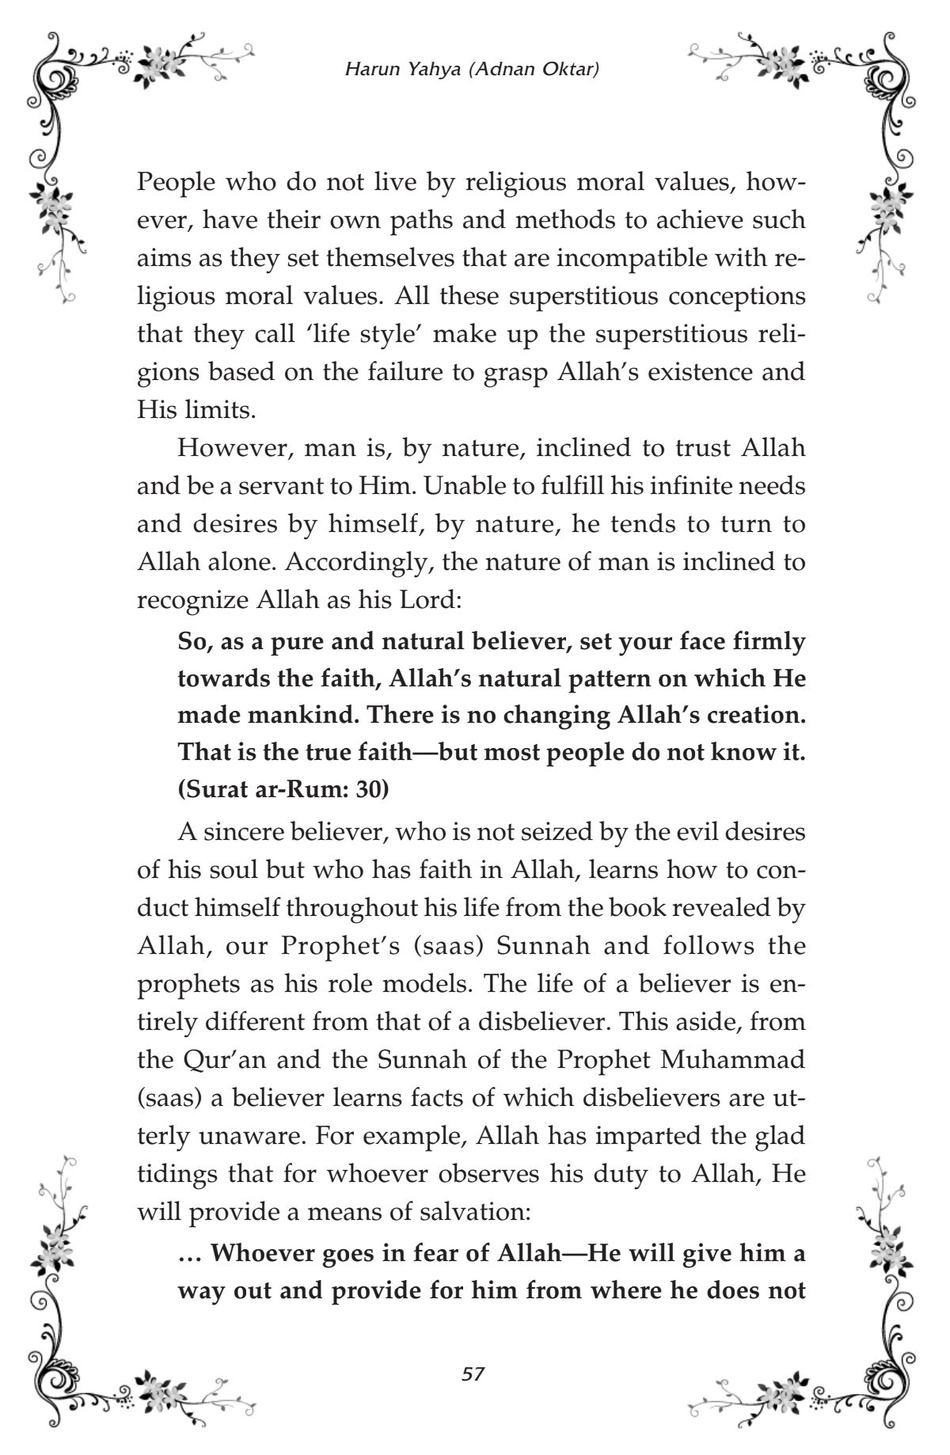 Harun Yahya (Adnan Oktar)
People who do not live by religious moral values, how-
ever, have their own paths and methods to achieve such
aims as they set themselves that are incompatible with re-
ligious moral values. All these superstitious conceptions
that they call ‘life style’ make up the superstitious reli-
gions based on the failure to grasp Allah’s existence and
His limits.
However, man is, by nature, inclined to trust Allah
and be a servant to Him. Unable to fulfill his infinite needs
and desires by himself, by nature, he tends to turn to
Allah alone. Accordingly, the nature of man is inclined to
recognize Allah as his Lord:
So, as a pure and natural believer, set your face firmly
towards the faith, Allah’s natural pattern on which He
made mankind. There is no changing Allah’s creation.
That is the true faith—but most people do not know it.
(Surat ar-Rum: 30)
A sincere believer, who is not seized by the evil desires
of his soul but who has faith in Allah, learns how to con-
duct himself throughout his life from the book revealed by
Allah, our Prophet’s (saas) Sunnah and follows the
prophets as his role models. The life of a believer is en-
tirely different from that of a disbeliever. This aside, from
the Qur’an and the Sunnah of the Prophet Muhammad
(saas) a believer learns facts of which disbelievers are ut-
terly unaware. For example, Allah has imparted the glad
tidings that for whoever observes his duty to Allah, He
will provide a means of salvation:
… Whoever goes in fear of Allah—He will give him a
way out and provide for him from where he does not
57